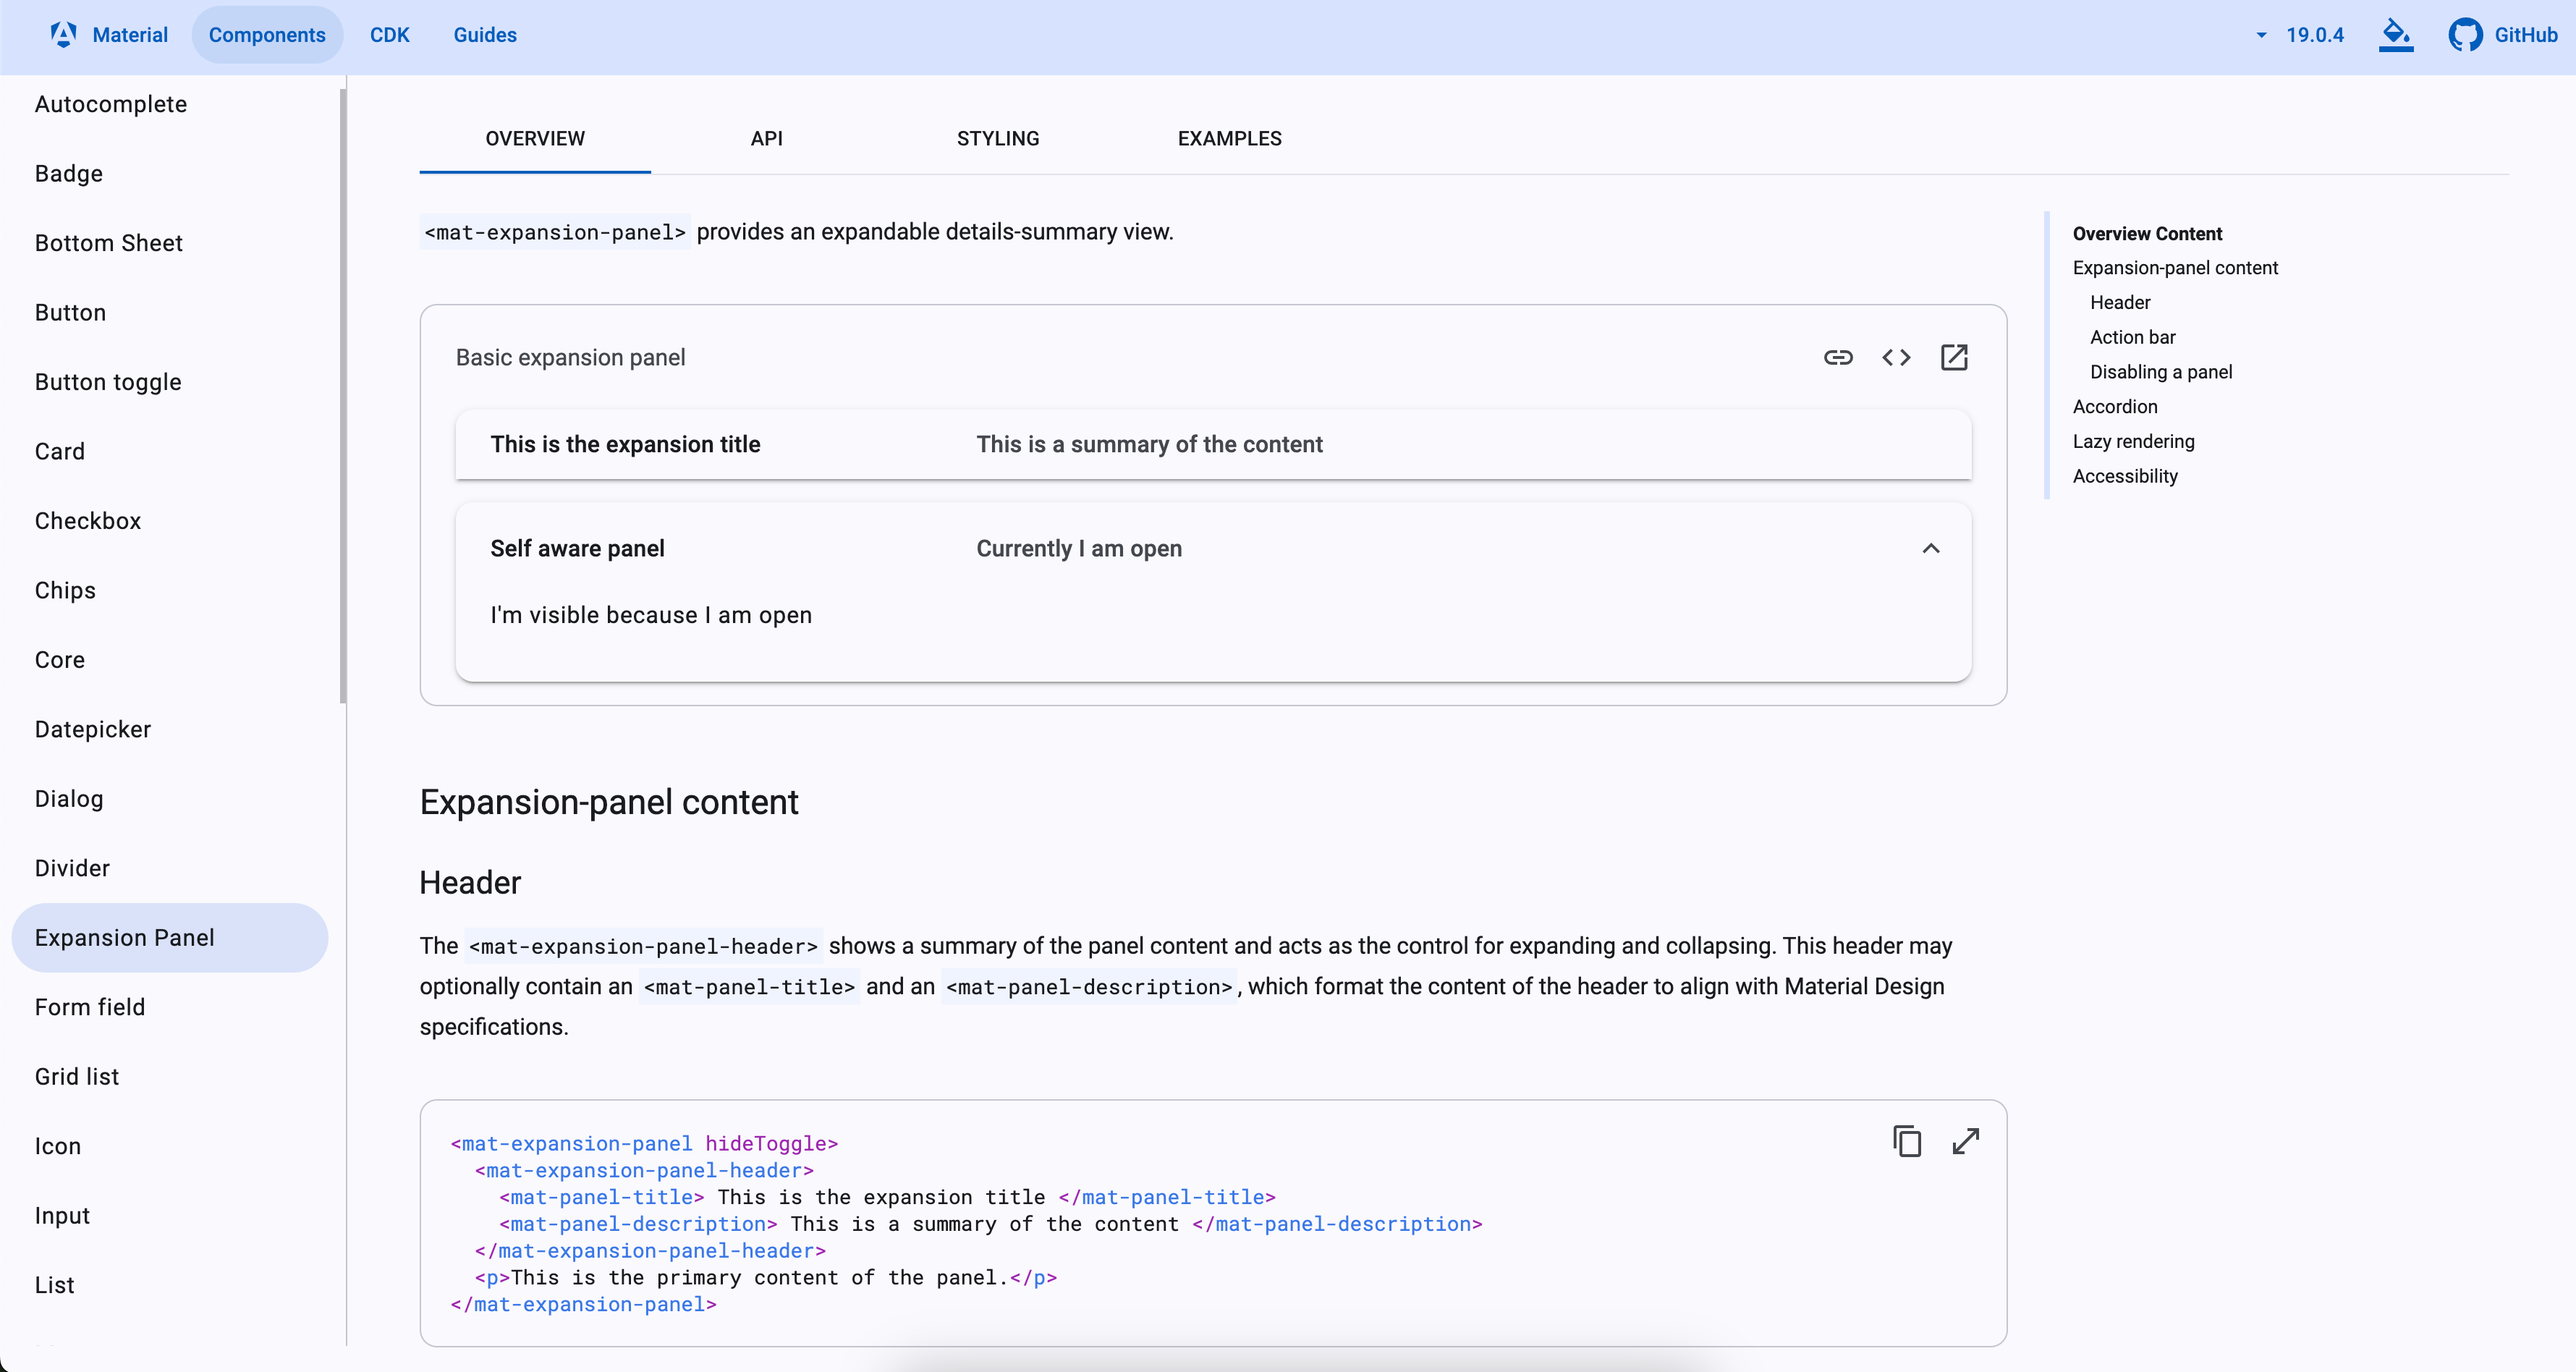 Material
Components
CDK
Guides
19.0.4
GitHub
Autocomplete
Badge
Bottom Sheet
Button
Button toggle
Card
Checkbox
Chips
Core
Datepicker
Dialog
Divider
Expansion Panel
Form field
Grid list
Icon
Input
List
OVERVIEW
API
STYLING
EXAMPLES
<mat-expansion-panel> provides an expandable details-summary view.
Basic expansion panel
This is the expansion title
This is a summary of the content
Self aware panel
Currently I am open
I'm visible because I am open
Expansion-panel content
Header
The <mat-expansion-panel-header> shows a summary of the panel content and acts as the control for expanding and collapsing. This header may
optionally contain an <mat-panel-title> and an <mat-panel-description>, which format the content of the header to align with Material Design
specifications.
<mat-expansion-panel hideToggle>
  <mat-expansion-panel-header>
    <mat-panel-title> This is the expansion title </mat-panel-title>
    <mat-panel-description> This is a summary of the content </mat-panel-description>
  </mat-expansion-panel-header>
  <p>This is the primary content of the panel.</p>
</mat-expansion-panel>
Overview Content
Expansion-panel content
Header
Action bar
Disabling a panel
Accordion
Lazy rendering
Accessibility